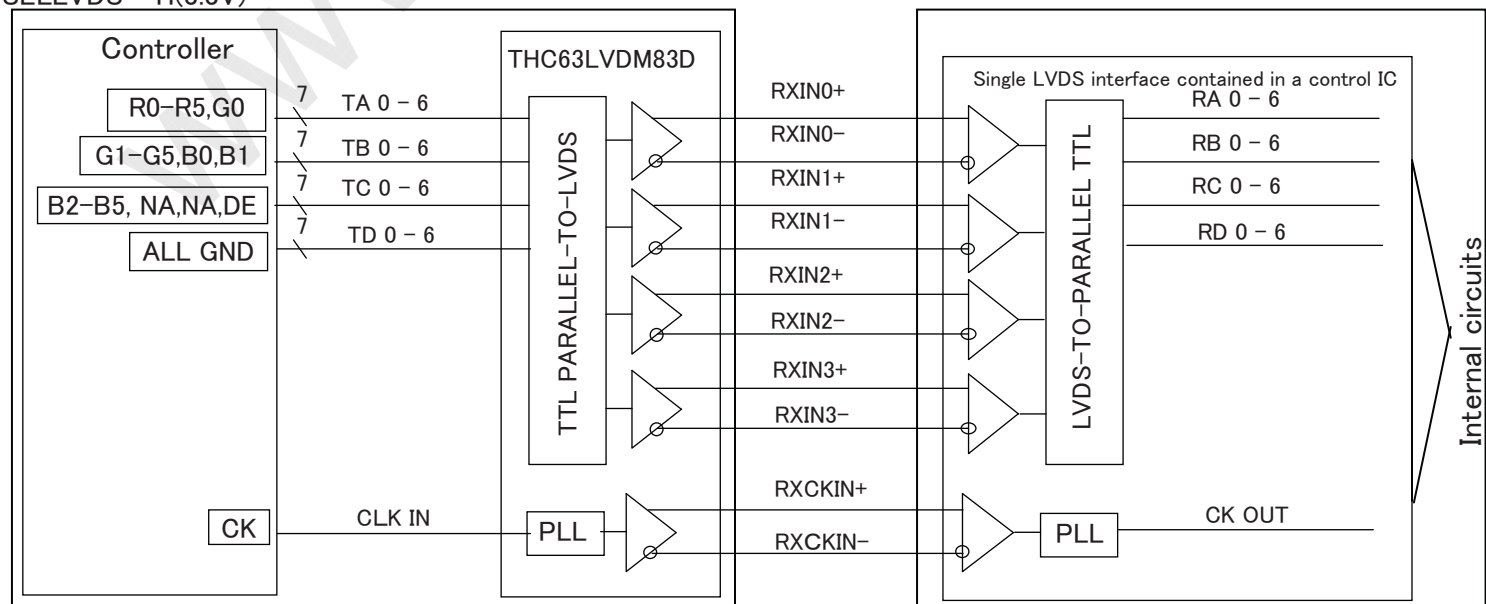 Controller
THC63LVDM83D
Single LVDS interface contained in a control IC
R0-R5,G0
7
TA 0 - 6
RXIN0+
RA 0 - 6
RXIN0-
G1-G5,B0,B1
7
TB 0 - 6
RB 0 - 6
RXIN1+
B2-B5, NA,NA,DE
7
TC 0 - 6
RC 0 - 6
RXIN1-
ALL GND
7
TD 0 - 6
RD 0 - 6
RXIN2+
RXIN2-
RXIN3+
RXIN3-
TTL PARALLEL-TO-LVDS
LVDS-TO-PARALLEL TTL
Internal circuits
RXCKIN+
CK
CLK IN
PLL
RXCKIN-
PLL
CK OUT